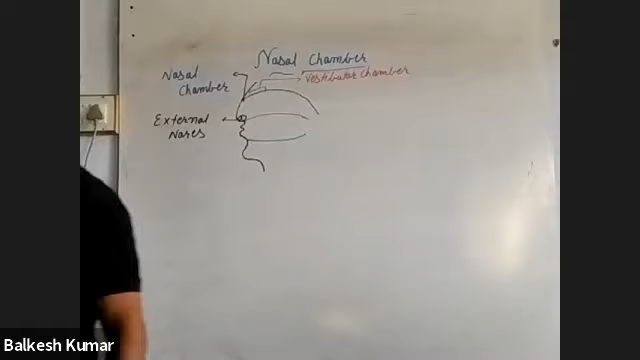 Nasal Chamber
Vestibular Chamber
Nasal
Chamber
External
Nares
Balkesh Kumar